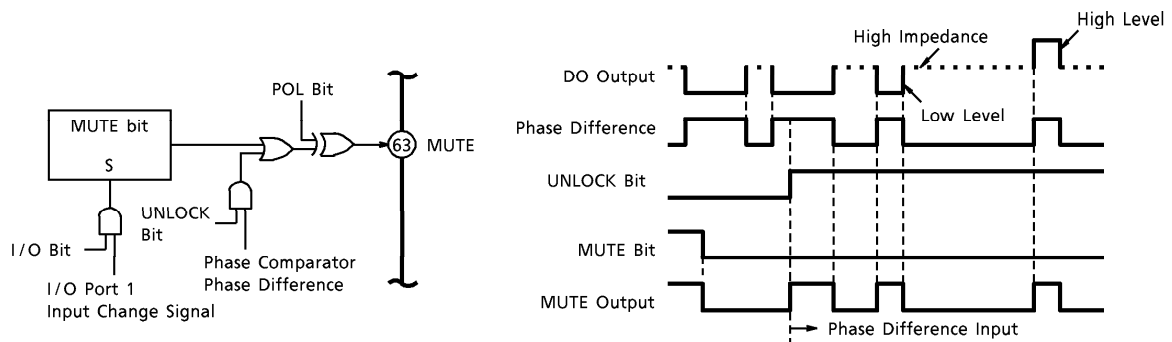 POL Bit
MUTE bit
S
63
MUTE
UNLOCK
Bit
I/O Bit
Phase Comparator
Phase Difference
I/O Port 1
Input Change Signal
High Level
High Impedance
DO Output
Low Level
Phase Difference
UNLOCK Bit
MUTE Bit
MUTE Output
Phase Difference Input